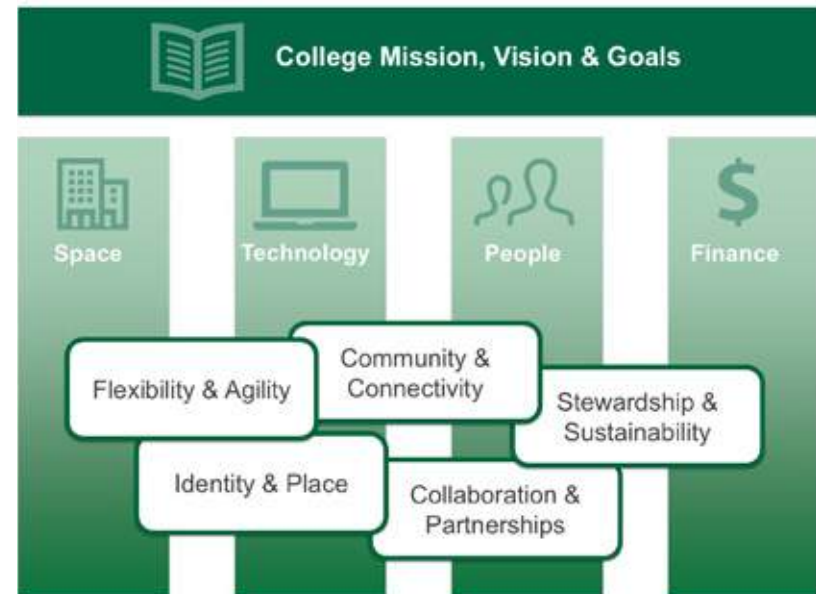 College Mission, Vision & Goals
Space
Technology
People
Finance
Flexibility & Agility
Community &
Connectivity
Stewardship &
Sustainability
Identity & Place
Collaboration &
Partnerships